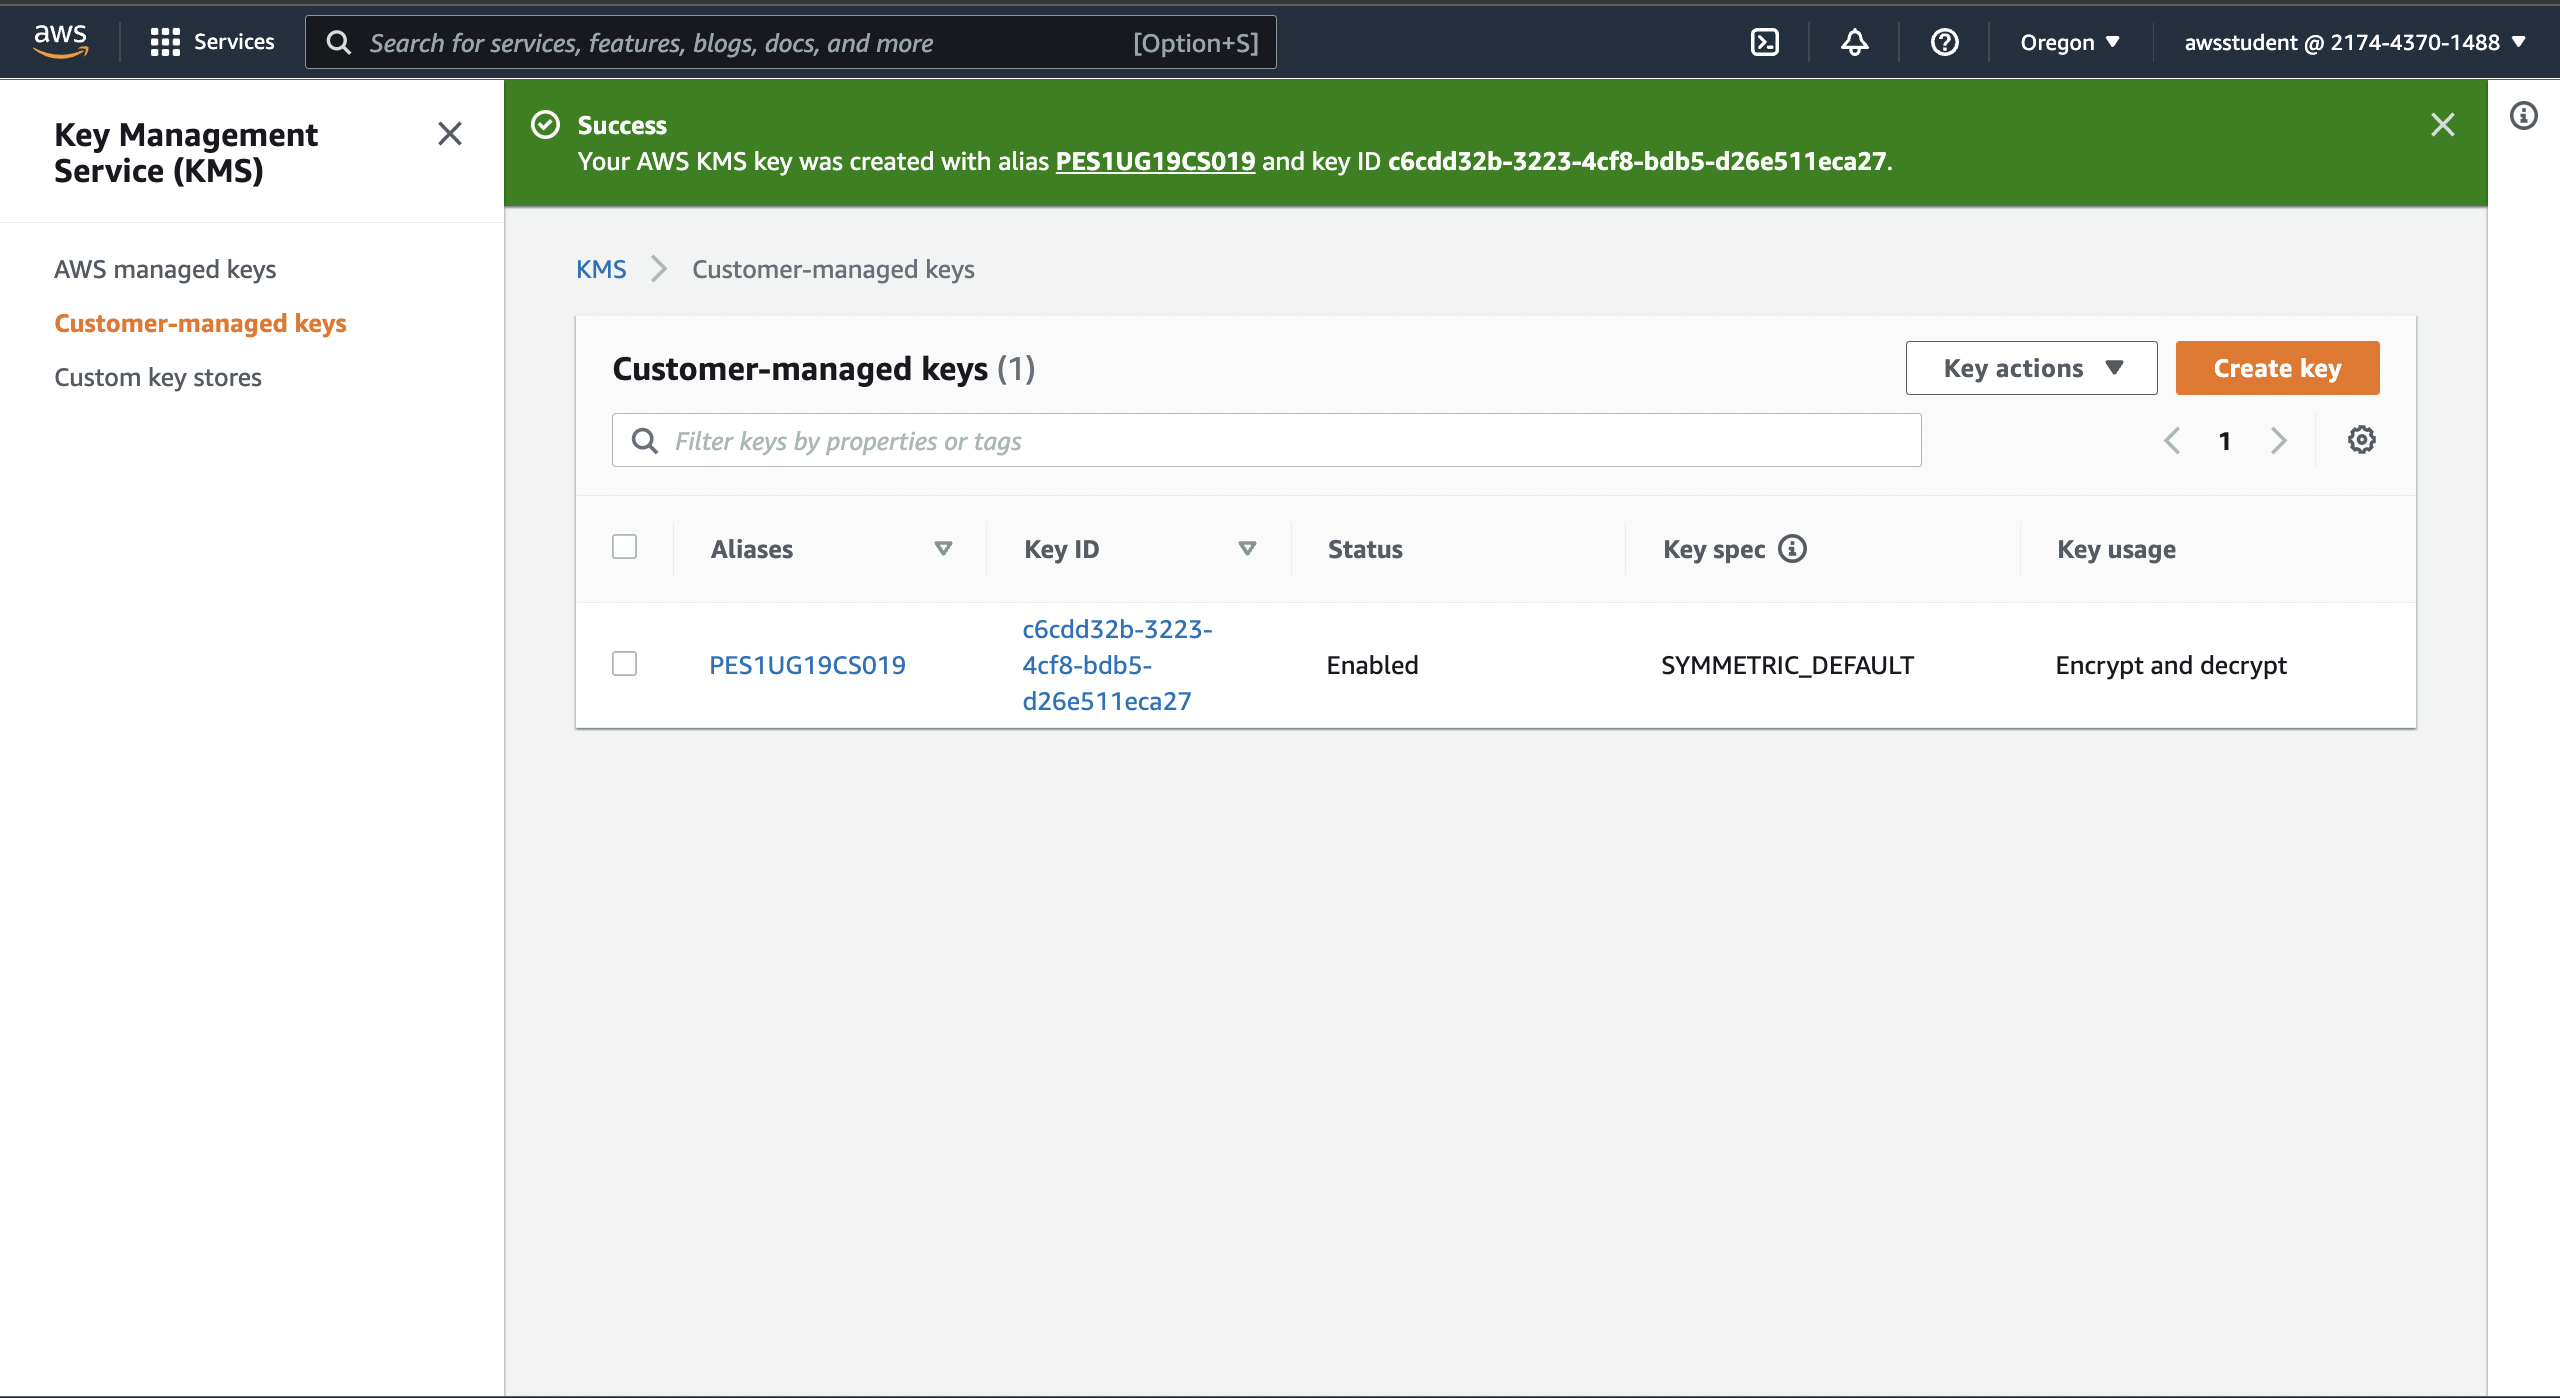 aws
Services
Search for services, features, blogs, docs, and more
[Option+S]
Oregon
awsstudent @ 2174-4370-1488
Key Management
Service (KMS)
AWS managed keys
Customer-managed keys
Custom key stores
Success
Your AWS KMS key was created with alias PES1UG19CS019 and key ID c6cdd32b-3223-4cf8-bdb5-d26e511eca27.
KMS
Customer-managed keys
Customer-managed keys (1)
Key actions
Create key
Filter keys by properties or tags
1
Aliases
Key ID
Status
Key spec
Key usage
PES1UG19CS019
c6cdd32b-3223-
4cf8-bdb5-
d26e511eca27
Enabled
SYMMETRIC_DEFAULT
Encrypt and decrypt